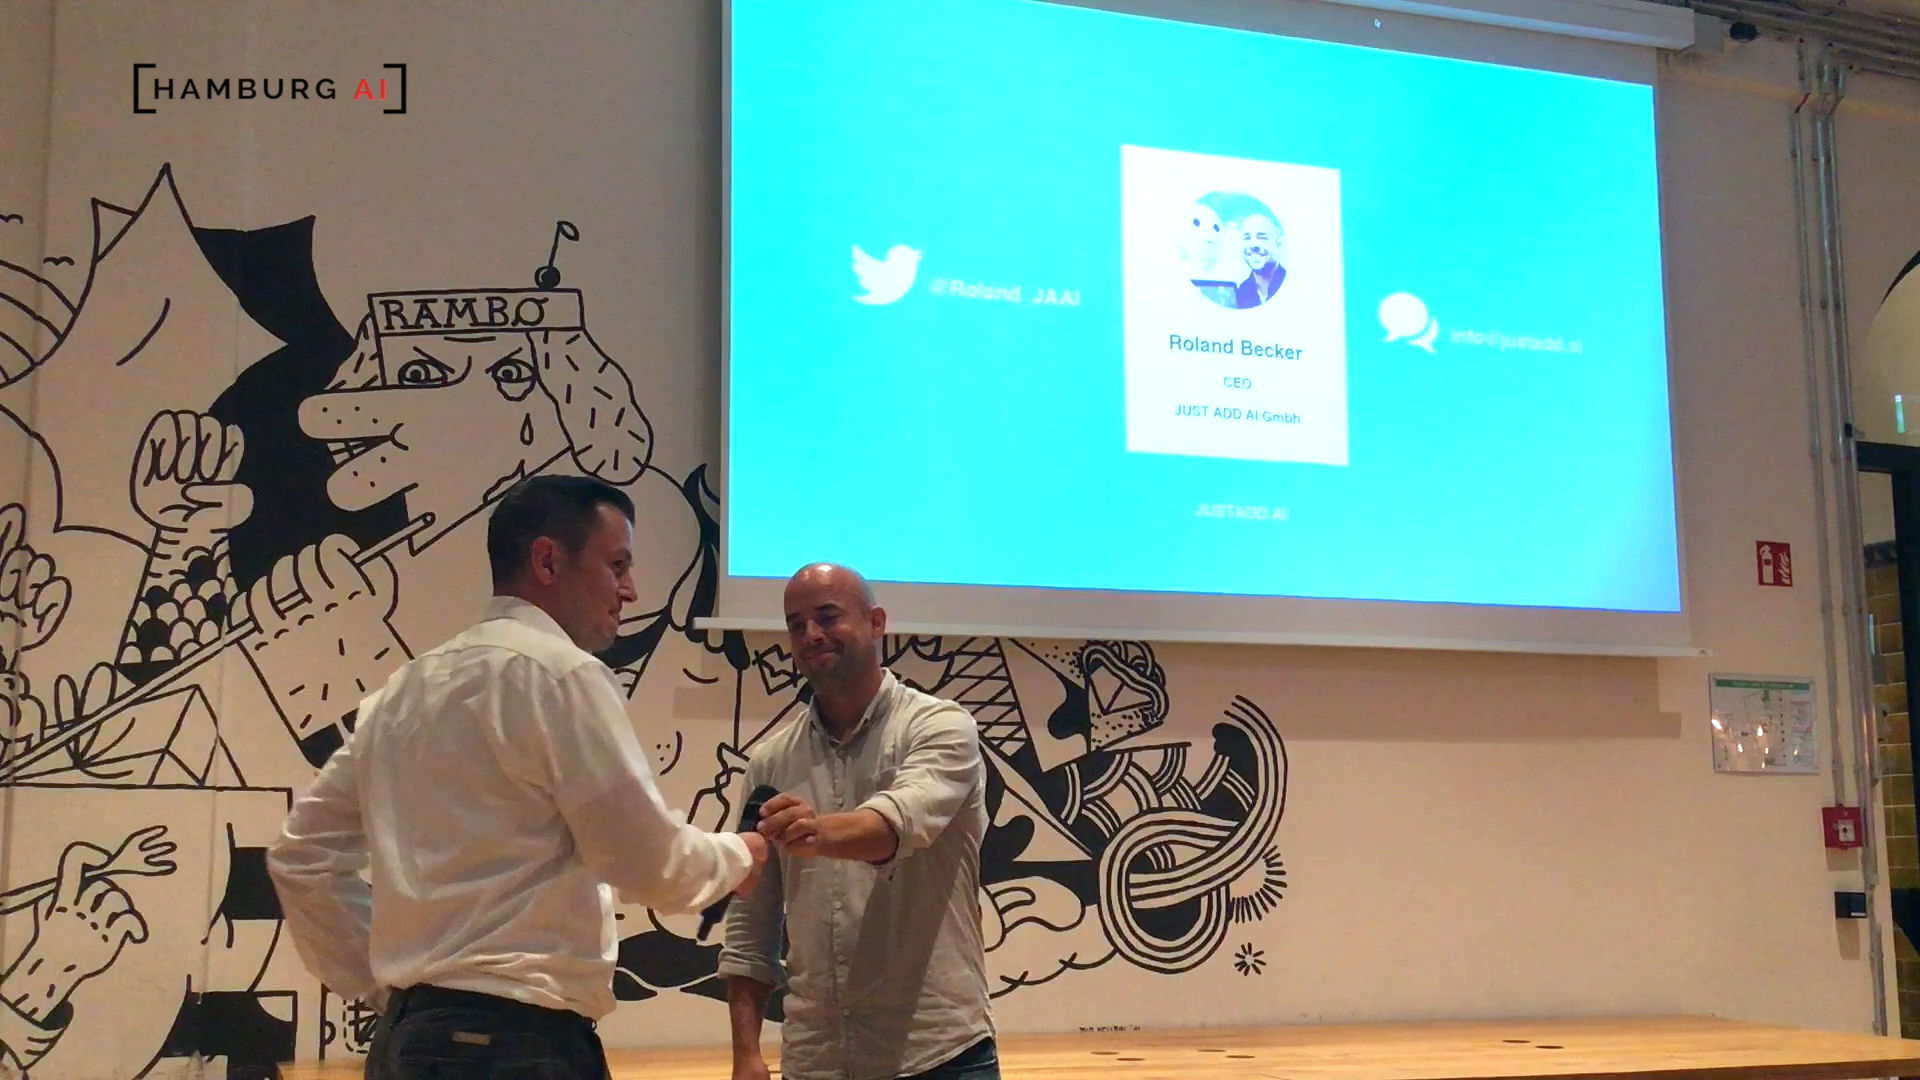 [HAMBURG AI]
RAMBO
@Roland_JAAI
Roland Becker
CEO
JUST ADD AI Gmbh
info@justadd.ai
JUSTADD.AI